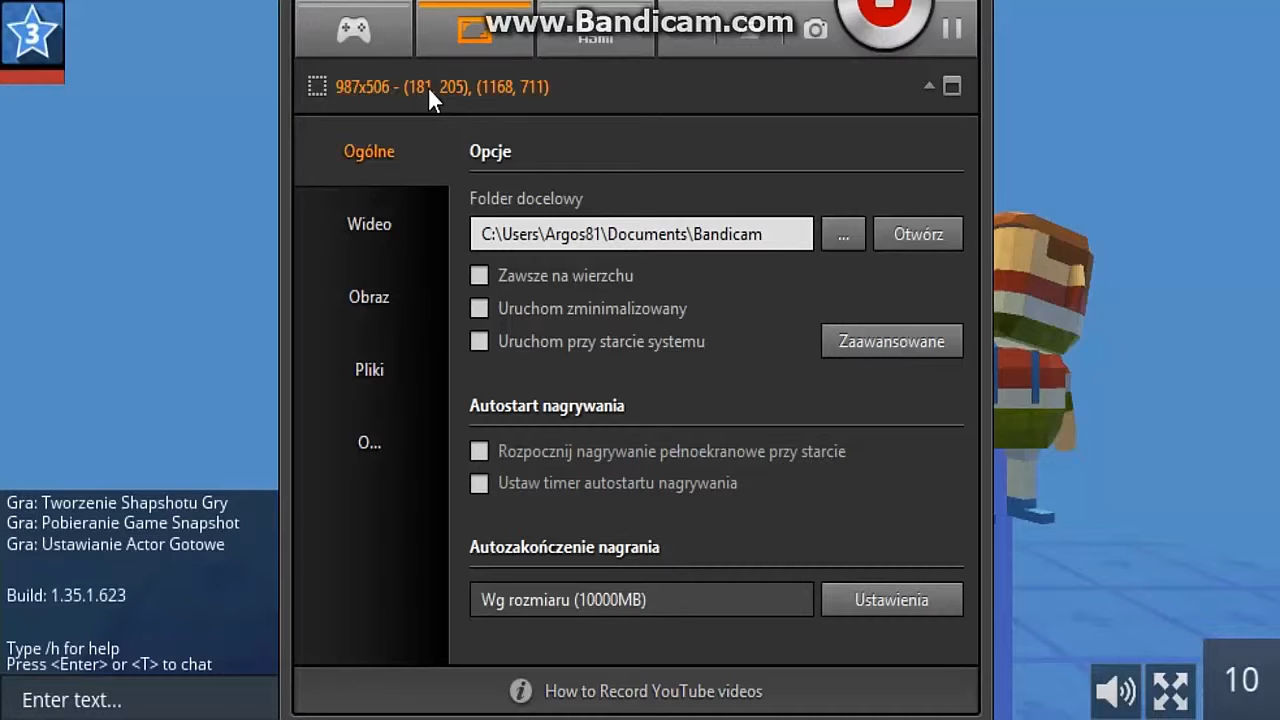 www.Bandicam.com
3
HDMI
987x506 - (181, 205), (1168, 711)
Ogólne
Wideo
Obraz
Pliki
O...
Opcje
Folder docelowy
C:\Users\Argos81\Documents\Bandicam
...
Otwórz
Zawsze na wierzchu
Uruchom zminimalizowany
Uruchom przy starcie systemu
Zaawansowane
Autostart nagrywania
Rozpocznij nagrywanie pełnoekranowe przy starcie
Ustaw timer autostartu nagrywania
Autozakończenie nagrania
Wg rozmiaru (10000MB)
Ustawienia
How to Record YouTube videos
Gra: Tworzenie Shapshotu Gry
Gra: Pobieranie Game Snapshot
Gra: Ustawianie Actor Gotowe
Build: 1.35.1.623
Type /h for help
Press <Enter> or <T> to chat
Enter text...
10